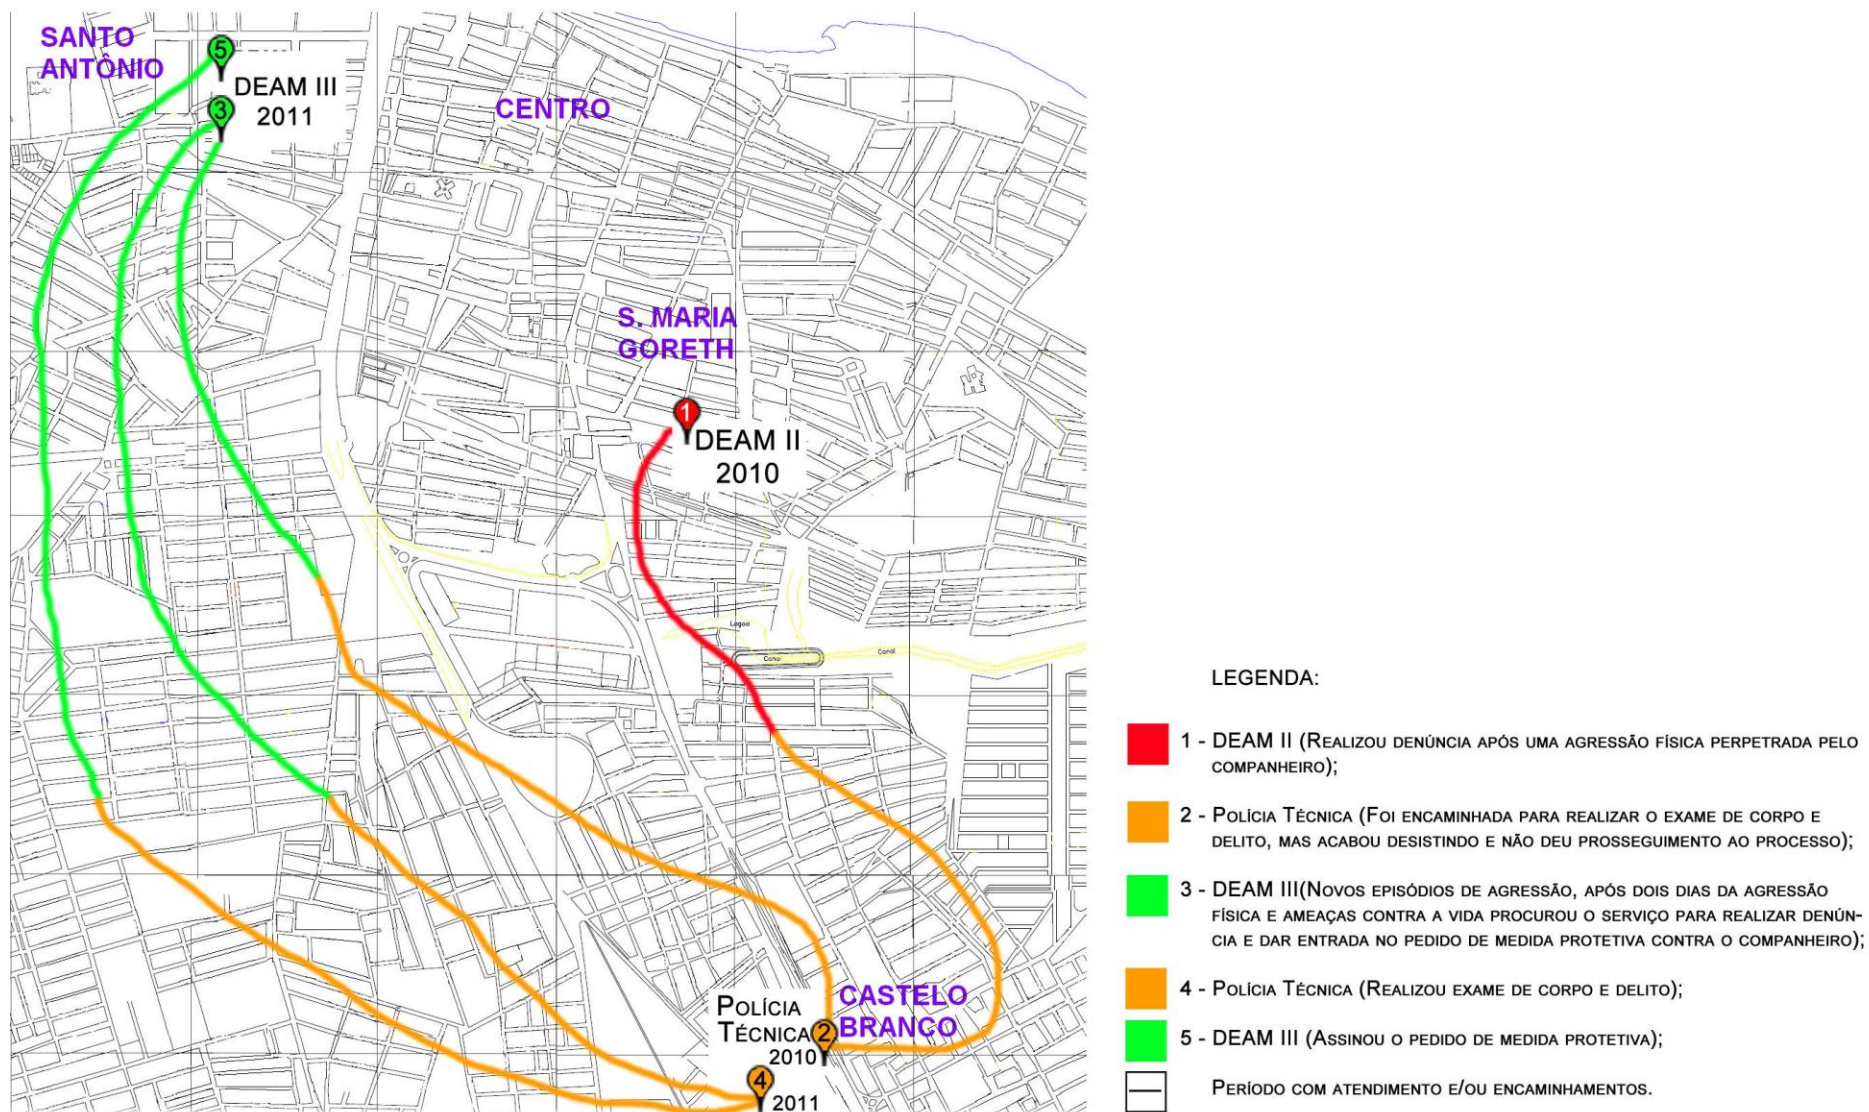 SANTO
ANTÔNIO
5
DEAM III
2011
3
CENTRO
S. MARIA
GORETH
1
DEAM II
2010
Lagoa
Canal
Canal
POLÍCIA
TÉCNICA
2010
CASTELO
BRANCO
2
4
2011
LEGENDA:
1 - DEAM II (REALIZOU DENÚNCIA APÓS UMA AGRESSÃO FÍSICA PERPETRADA PELO
COMPANHEIRO);
2 - POLÍCIA TÉCNICA (FOI ENCAMINHADA PARA REALIZAR O EXAME DE CORPO E
DELITO, MAS ACABOU DESISTINDO E NÃO DEU PROSSEGUIMENTO AO PROCESSO);
3 - DEAM III(NOVOS EPISÓDIOS DE AGRESSÃO, APÓS DOIS DIAS DA AGRESSÃO
FÍSICA E AMEAÇAS CONTRA A VIDA PROCUROU O SERVIÇO PARA REALIZAR DENÚN-
CIA E DAR ENTRADA NO PEDIDO DE MEDIDA PROTETIVA CONTRA O COMPANHEIRO);
4 - POLÍCIA TÉCNICA (REALIZOU EXAME DE CORPO E DELITO);
5 - DEAM III (ASSINOU O PEDIDO DE MEDIDA PROTETIVA);
PERÍODO COM ATENDIMENTO E/OU ENCAMINHAMENTOS.